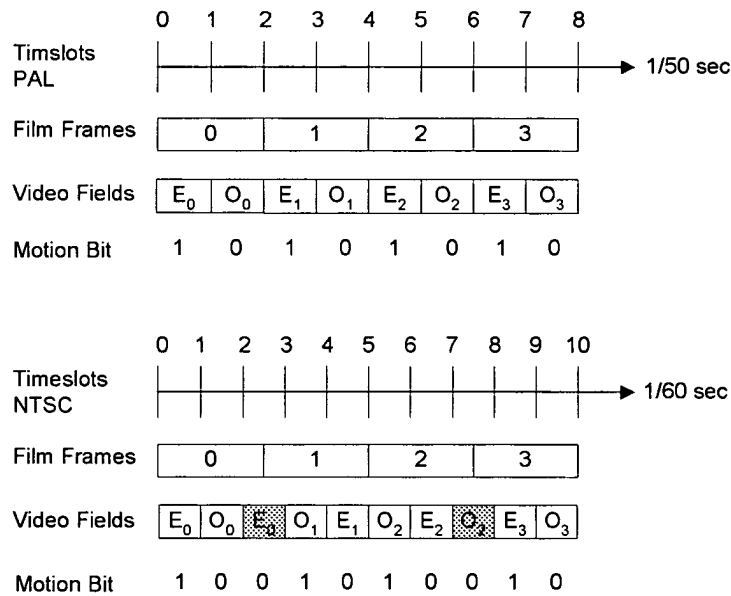 0 1 2 3 4 5 6 7 8
Timslots
PAL
1/50 sec
Film Frames 0 1 2 3
Video Fields E₀ O₀ E₁ O₁ E₂ O₂ E₃ O₃
Motion Bit 1 0 1 0 1 0 1 0
0 1 2 3 4 5 6 7 8 9 10
Timeslots
NTSC
1/60 sec
Film Frames 0 1 2 3
Video Fields E₀ O₀ E₀ O₁ E₁ O₂ E₂ O₂ E₃ O₃
Motion Bit 1 0 0 1 0 1 0 0 1 0